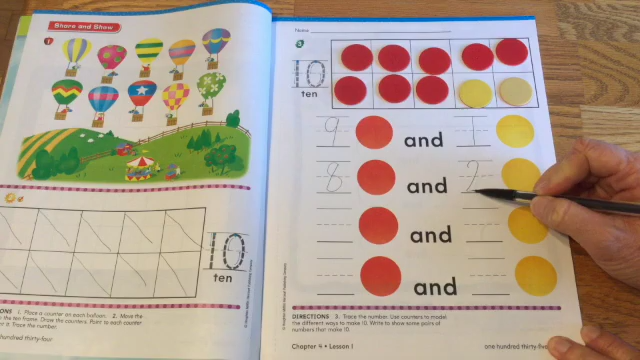 Share and Show
1
10
ten
ONS 1. Place a counter on each balloon. 2. Move the
the ten frame. Draw the counters. Point to each counter
it. Trace the number.
hundred thirty-four
Name
3
10
ten
9 and 1
8 and 2
and
and
DIRECTIONS 3. Trace the number. Use counters to model
the different ways to make 10. Write to show some pairs of
numbers that make 10.
Chapter 4 • Lesson 1
one hundred thirty-five